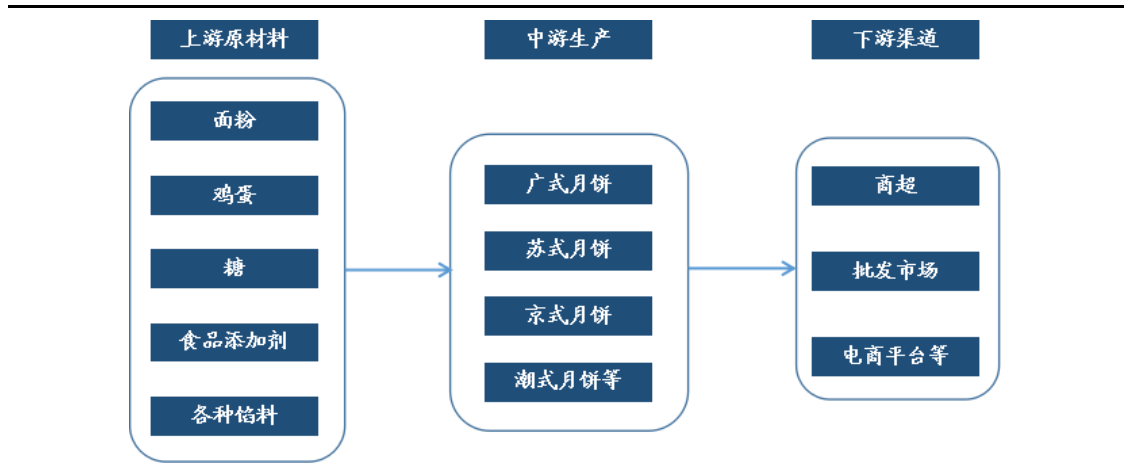 上游原材料
面粉
鸡蛋
糖
食品添加剂
各种馅料
中游生产
广式月饼
苏式月饼
京式月饼
潮式月饼等
下游渠道
商超
批发市场
电商平台等